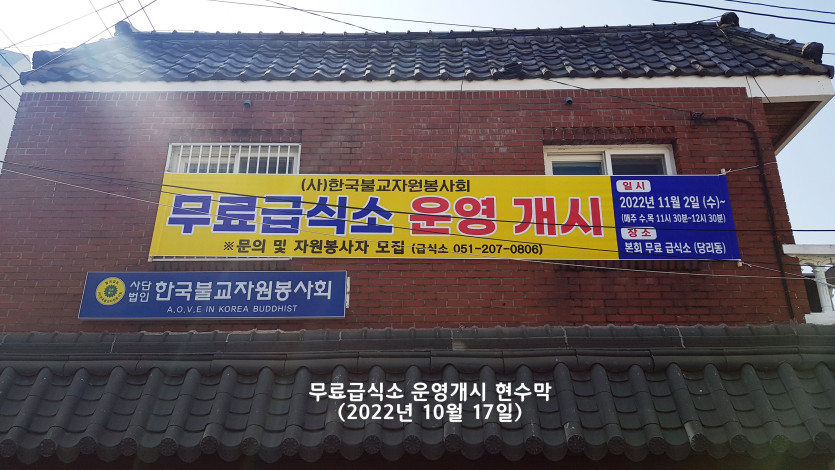 (사)한국불교자원봉사회
무료급식소 운영 개시
※문의 및 자원봉사자 모집 (급식소 051-207-0806)
일시
2022년 11월 2일 (수)~
(매주 수,목 11시 30분~12시 30분)
장소
본회 무료 급식소 (당리동)
사단법인 한국불교자원봉사회
A.O.V.E IN KOREA BUDDHIST
무료급식소 운영개시 현수막
(2022년 10월 17일)